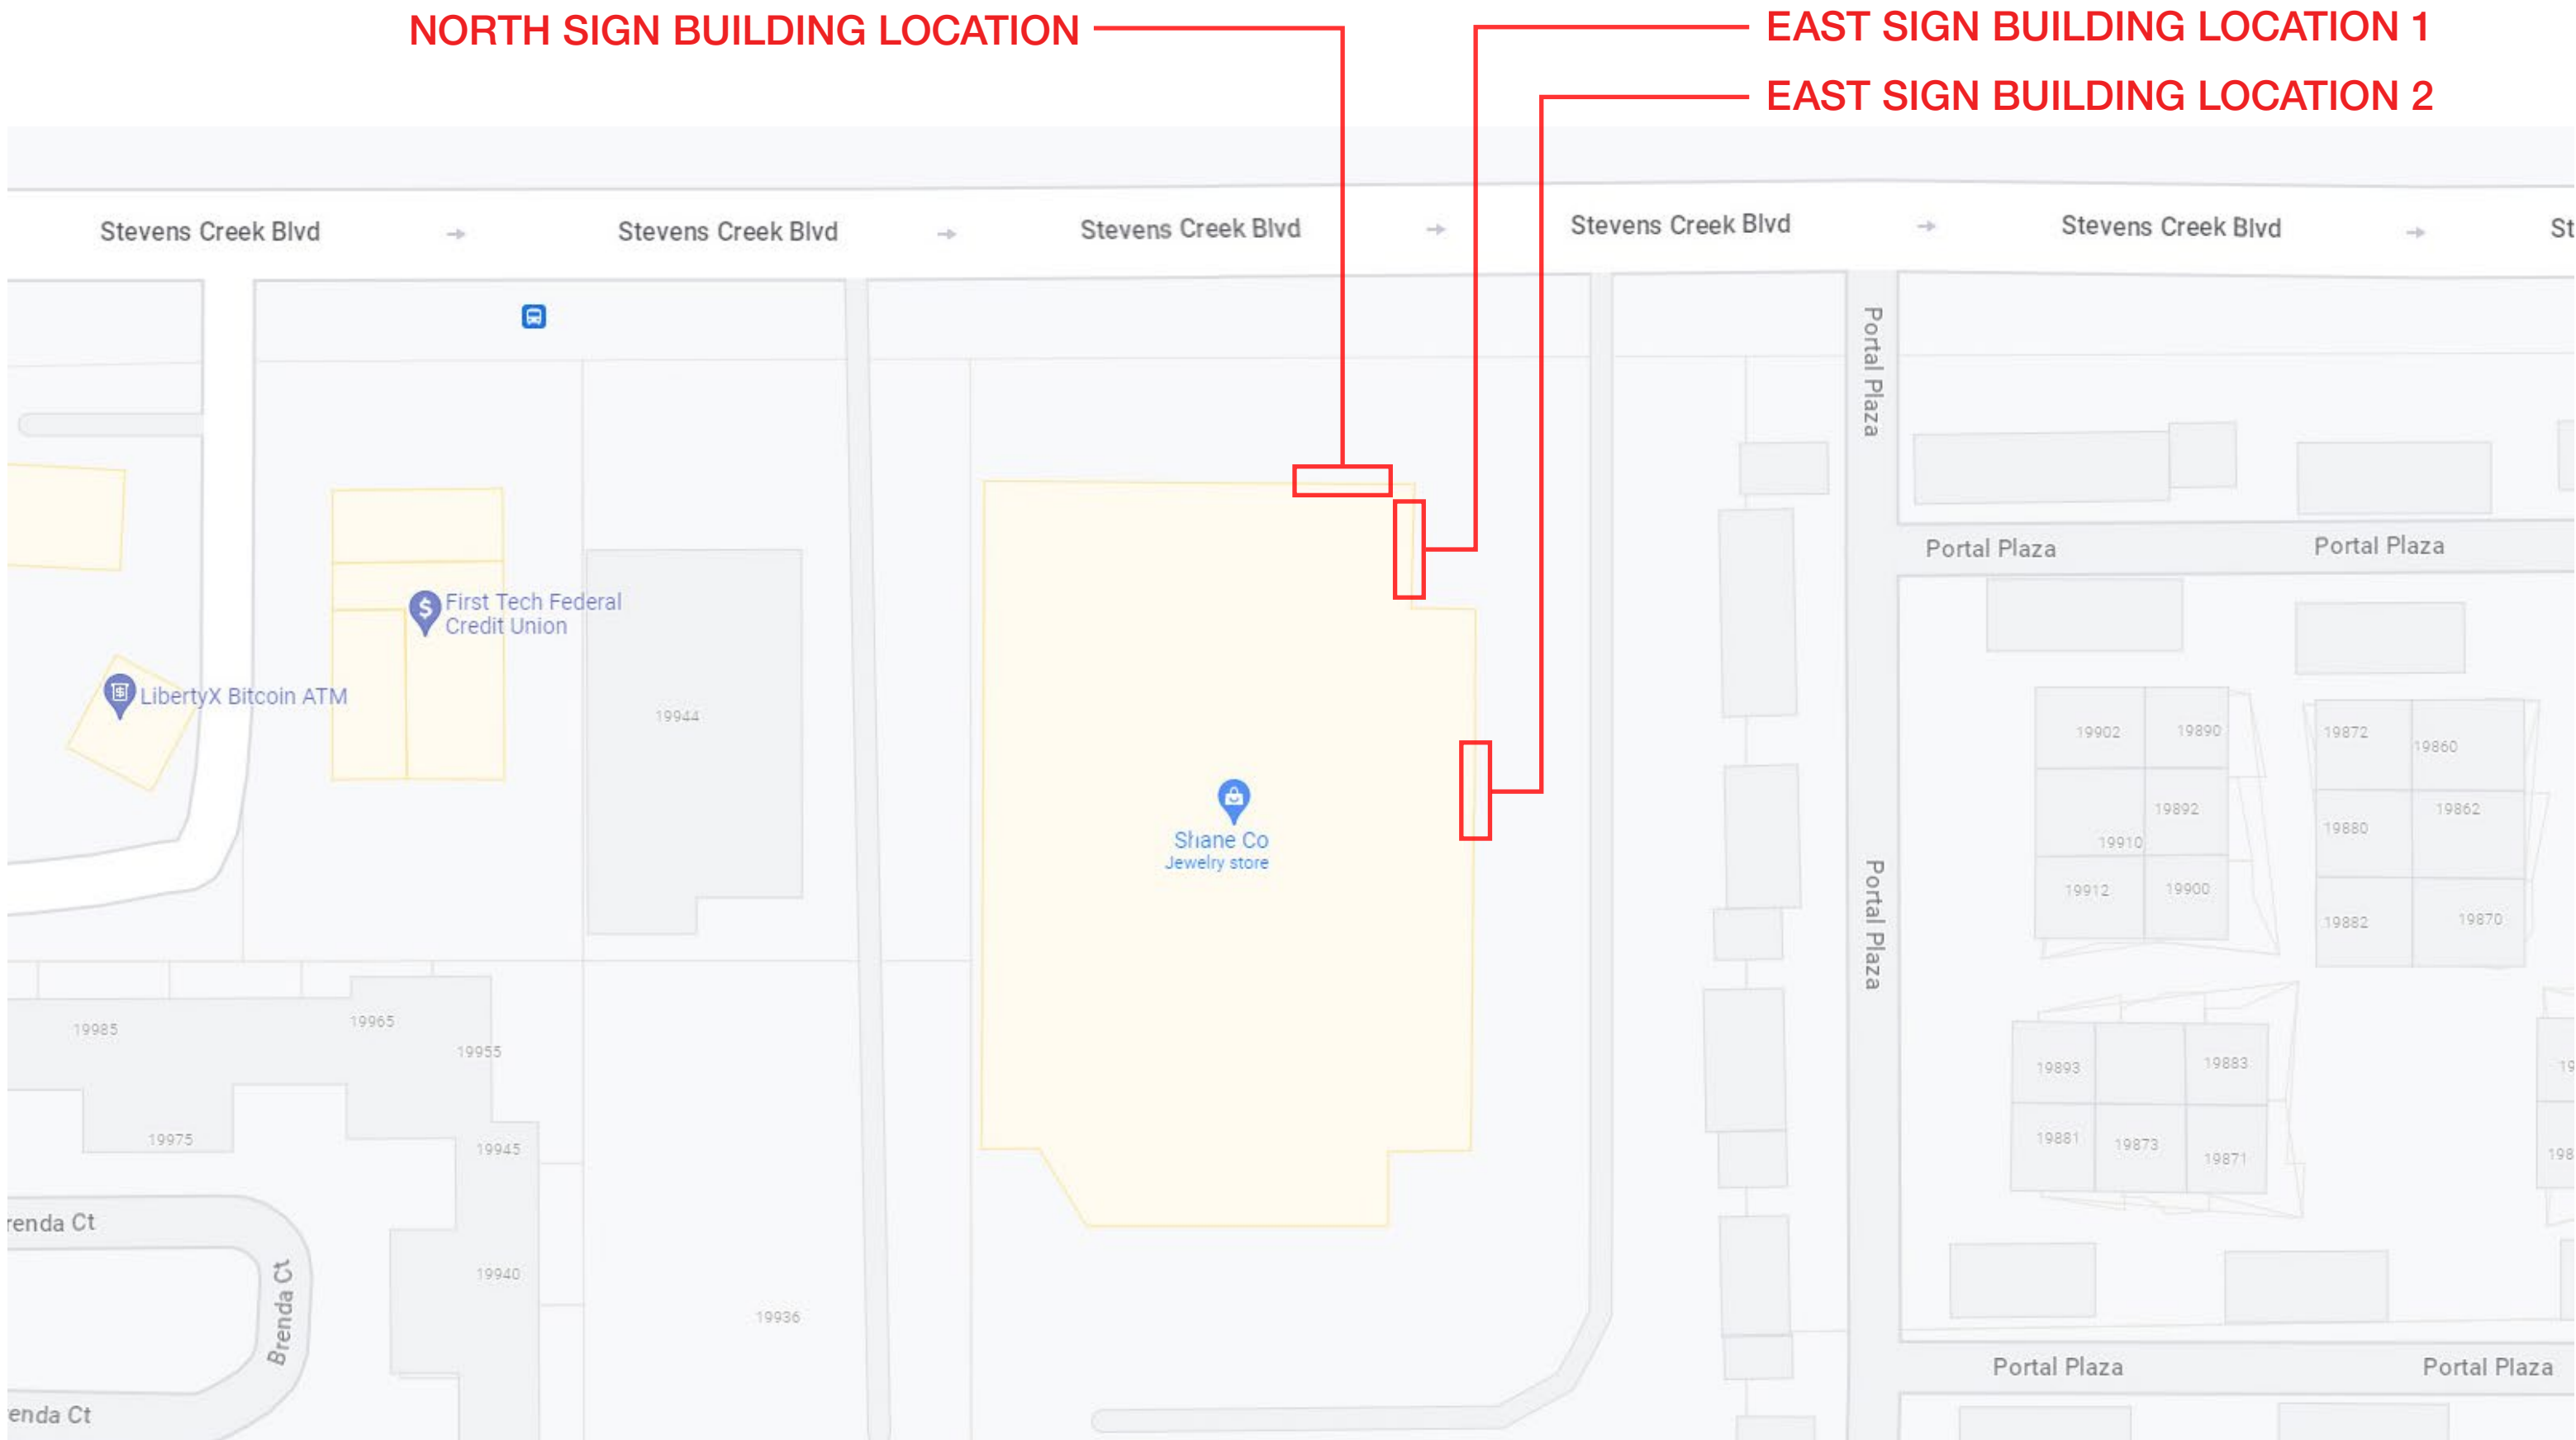 NORTH SIGN BUILDING LOCATION
EAST SIGN BUILDING LOCATION 1
EAST SIGN BUILDING LOCATION 2
Stevens Creek Blvd
Stevens Creek Blvd
Stevens Creek Blvd
Stevens Creek Blvd
Stevens Creek Blvd
St
Portal Plaza
Portal Plaza
Portal Plaza
First Tech Federal
Credit Union
LibertyX Bitcoin ATM
19944
19902
19890
19872
19860
19892
19862
19910
19880
19912
19900
19882
19870
Shane Co
Jewelry store
Portal Plaza
19985
19965
19955
19975
19945
19893
19883
19
19881
19873
19871
198
renda Ct
Brenda Ct
19940
19936
enda Ct
Portal Plaza
Portal Plaza